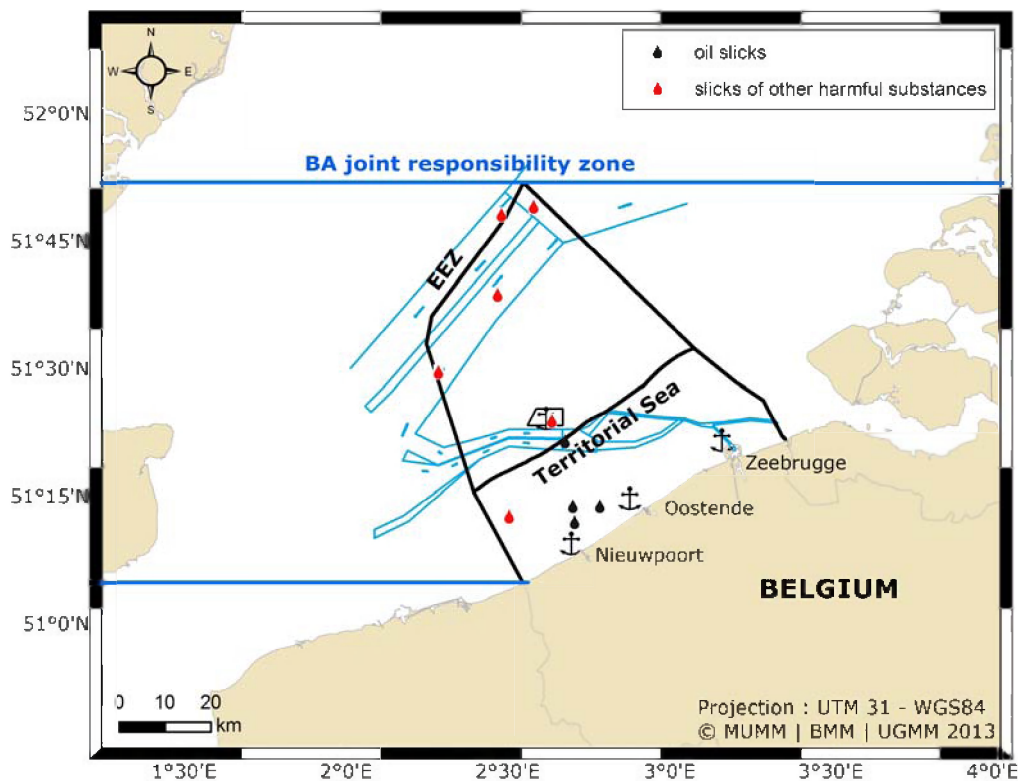 N
W E
S
oil slicks
slicks of other harmful substances
52°0'N
BA joint responsibility zone
51°45'N
EEZ
51°30'N
Territorial Sea
Zeebrugge
51°15'N
Oostende
Nieuwpoort
BELGIUM
51°0'N
0 10 20
km
Projection : UTM 31 - WGS84
© MUMM | BMM | UGMM 2013
1°30'E 2°30'E 3°0'E 3°30'E 4°0'E